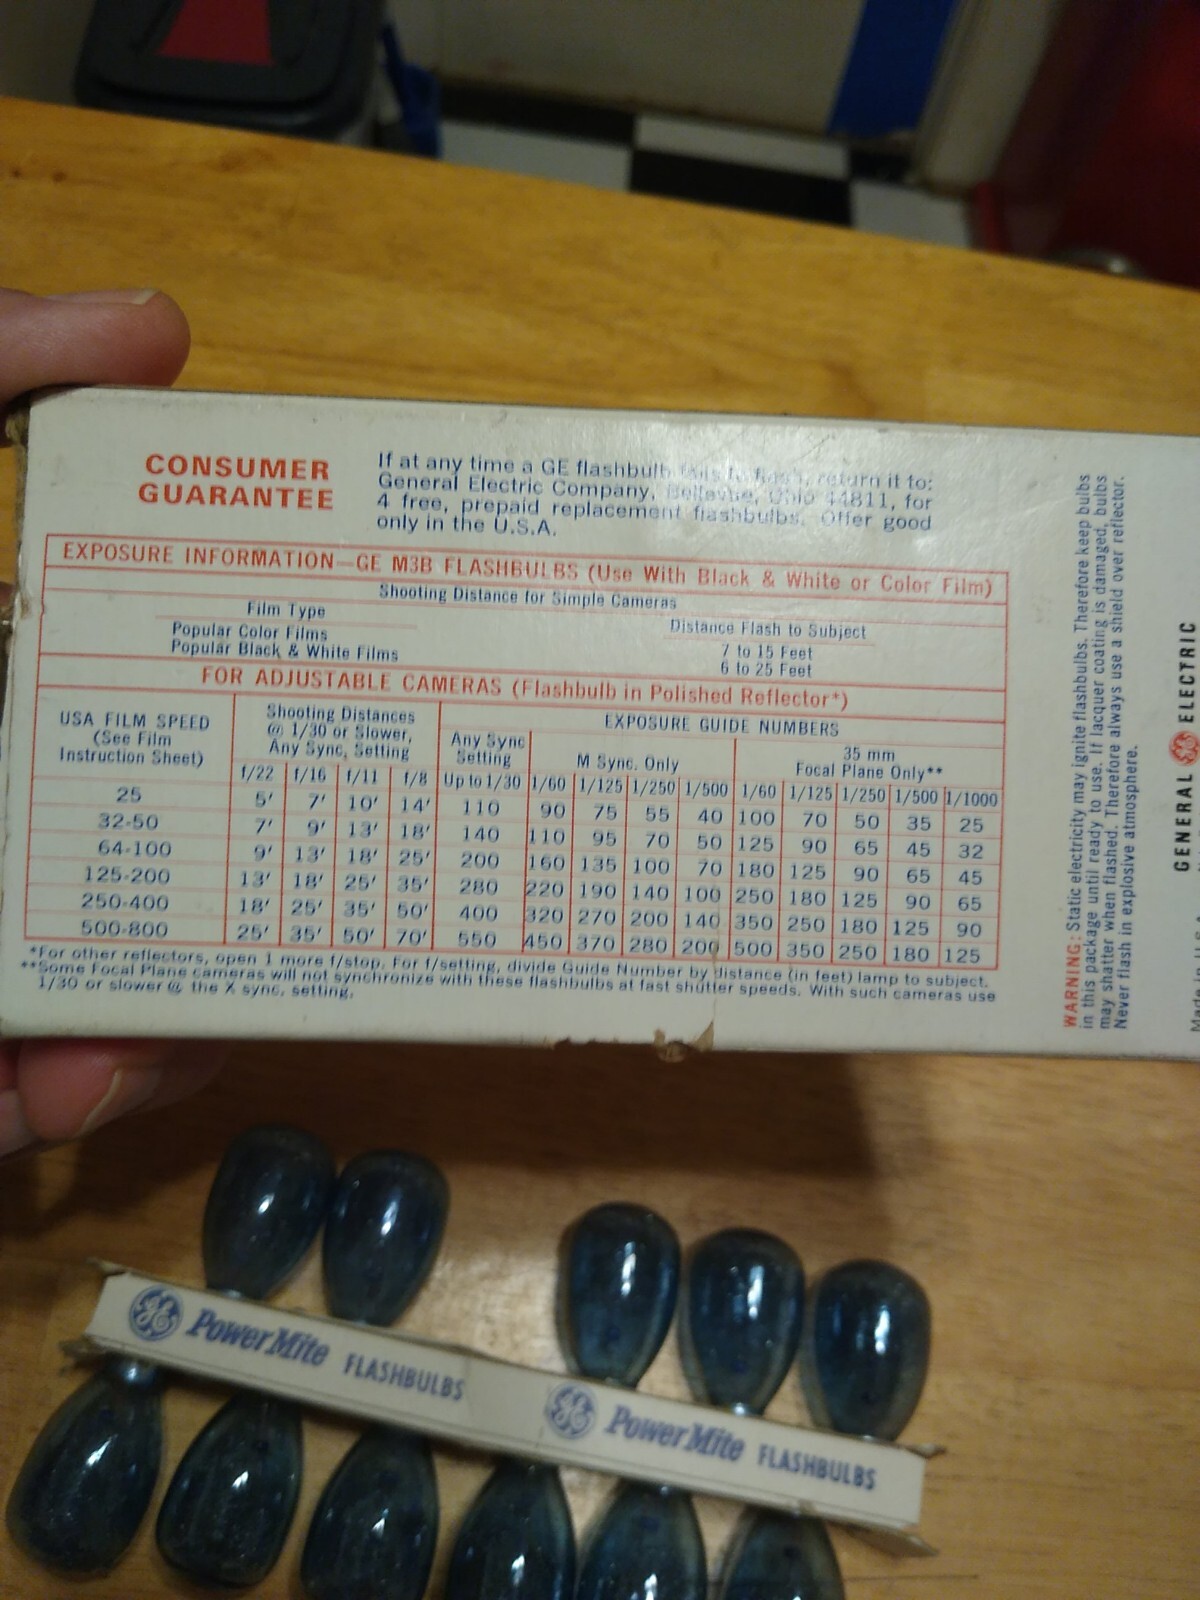 CONSUMER
GUARANTEE
If at any time a GE flashbulb fails to flash, return it to:
General Electric Company, Bellevue, Ohio 44811, for
4 free, prepaid replacement flashbulbs. Offer good
only in the U.S.A.
EXPOSURE INFORMATION—GE M3B FLASHBULBS (Use With Black & White or Color Film)
Shooting Distance for Simple Cameras
Film Type Distance Flash to Subject
Popular Color Films 7 to 15 Feet
Popular Black & White Films 6 to 25 Feet
FOR ADJUSTABLE CAMERAS (Flashbulb in Polished Reflector*)
USA FILM SPEED
(See Film
Instruction Sheet)
Shooting Distances
@ 1/30 or Slower,
Any Sync, Setting
EXPOSURE GUIDE NUMBERS
Any Sync
Setting
M Sync. Only
35 mm
Focal Plane Only**
f/22 f/16 f/11 f/8 Up to 1/30 1/60 1/125 1/250 1/500 1/60 1/125 1/250 1/500 1/1000
25 5' 7' 10' 14' 110 90 75 55 40 100 70 50 35 25
32-50 7' 9' 13' 18' 140 110 95 70 50 125 90 65 45 32
64-100 9' 13' 18' 25' 200 160 135 100 70 180 125 90 65 45
125-200 13' 18' 25' 35' 280 220 190 140 100 250 180 125 90 65
250-400 18' 25' 35' 50' 400 320 270 200 140 350 250 180 125 90
500-800 25' 35' 50' 70' 550 450 370 280 200 500 350 250 180 125
*For other reflectors, open 1 more f/stop. For f/setting, divide Guide Number by distance (in feet) lamp to subject.
**Some Focal Plane cameras will not synchronize with these flashbulbs at fast shutter speeds. With such cameras use
1/30 or slower @ the X sync, setting,
WARNING: Static electricity may ignite flashbulbs. Therefore keep bulbs
in this package until ready to use. If lacquer coating is damaged, bulbs
may shatter when flashed. Therefore always use a shield over reflector.
Never flash in explosive atmosphere.
GENERAL GE ELECTRIC
Made in U.S.A.
GE PowerMite FLASHBULBS
GE PowerMite FLASHBULBS